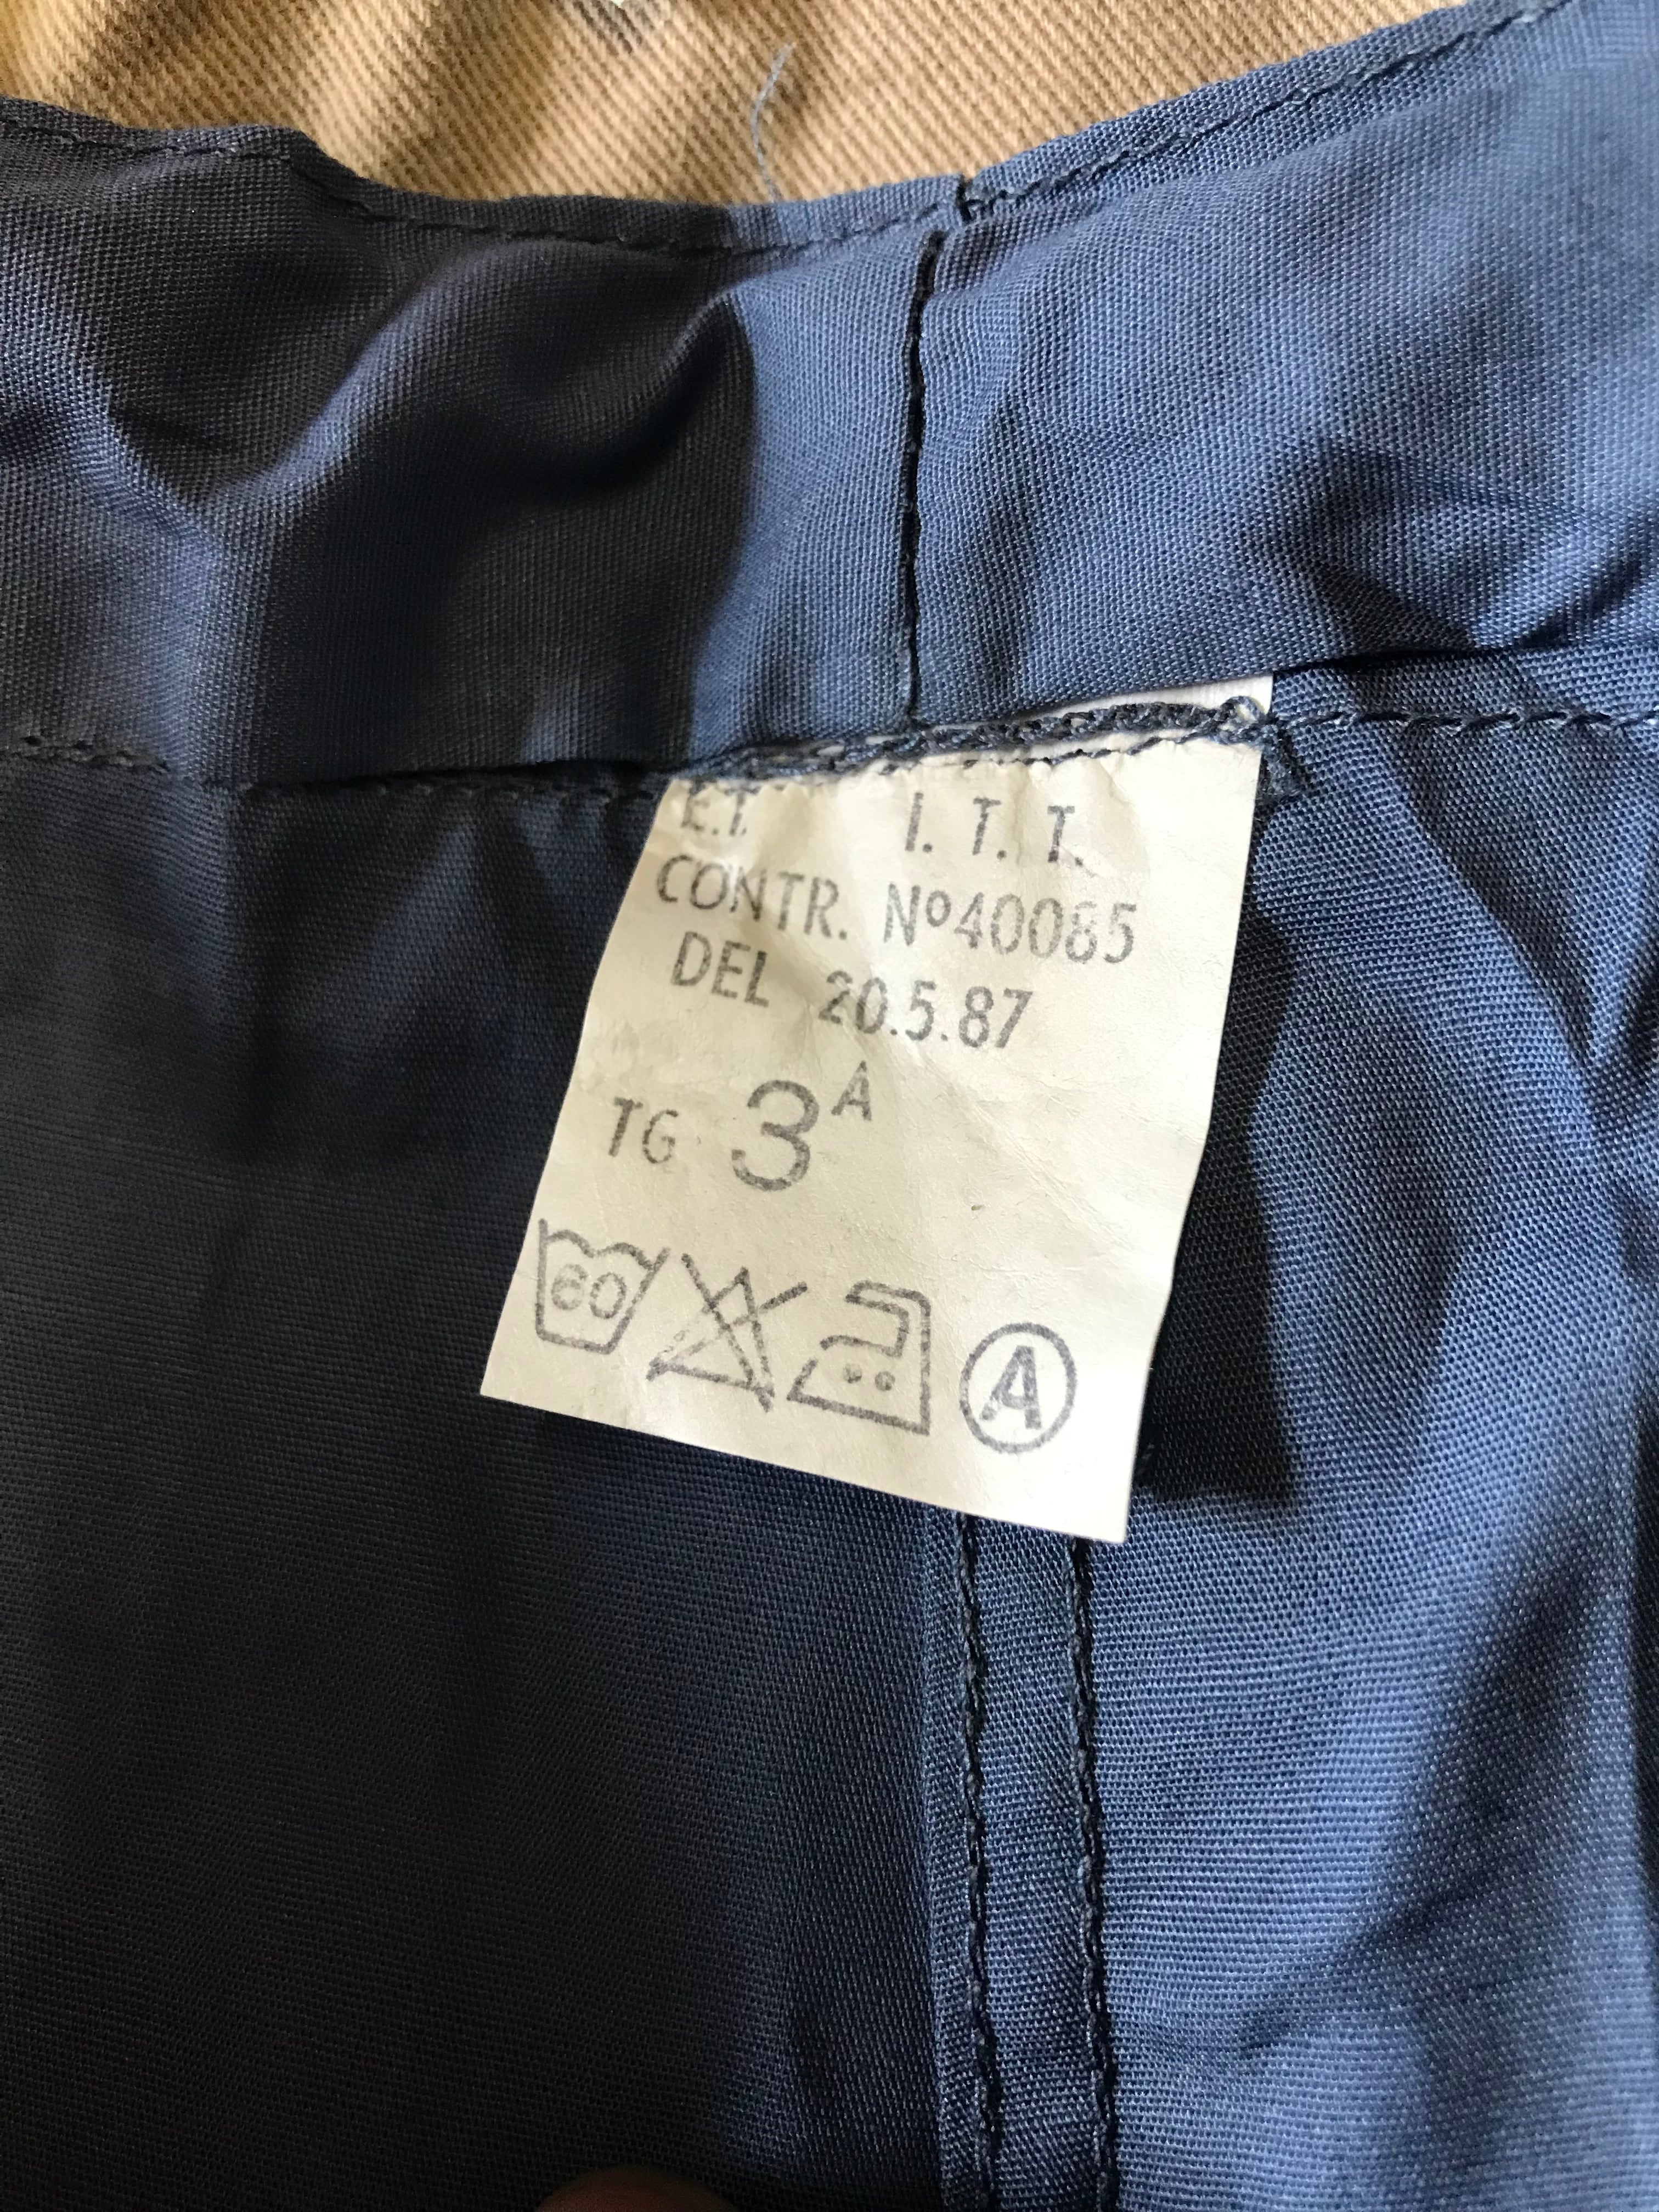 E.I. I. T. T.
CONTR. Nº40085
DEL 20.5.87
TG 3A
60
A